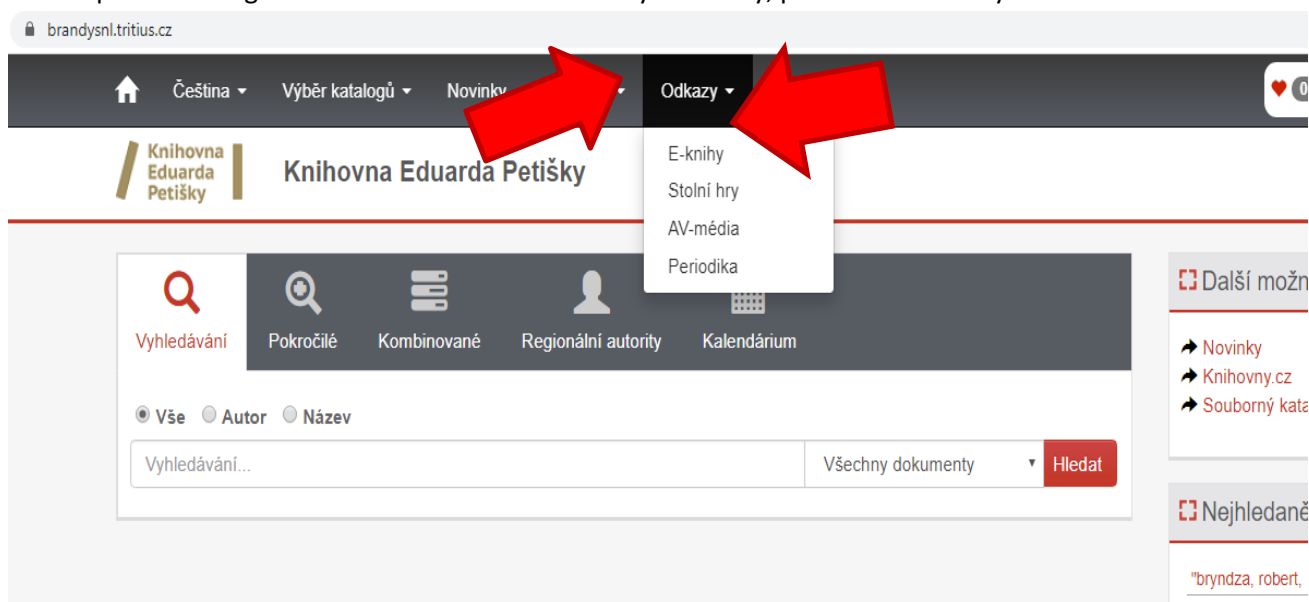 brandysnl.tritius.cz
Čeština Výběr katalogů Novinky Odkazy 0
E-knihy
Stolní hry
AV-média
Periodika
Knihovna
Eduarda
Petišky
Knihovna Eduarda Petišky
Vyhledávání Pokročilé Kombinované Regionální autority Kalendárium
Vše Autor Název
Vyhledávání... Všechny dokumenty Hledat
Další možn
Novinky
Knihovny.cz
Souborný kata
Nejhledaně
"bryndza, robert,